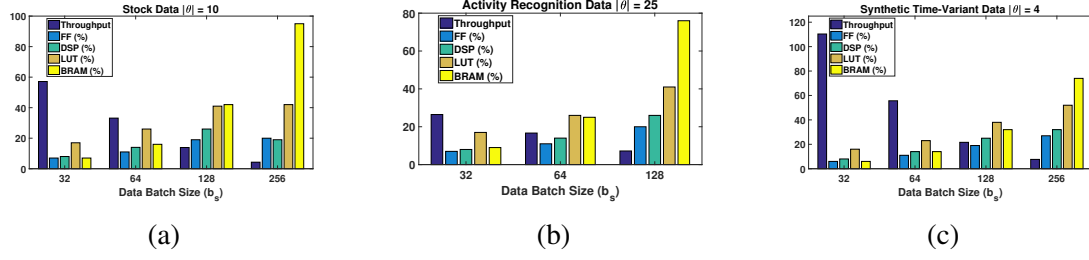 Stock Data |θ| = 10
100
80
60
40
20
0
Throughput
FF (%)
DSP (%)
LUT (%)
BRAM (%)
32 64 128 256
Data Batch Size (bs)
(a)
Activity Recognition Data |θ| = 25
80
60
40
20
0
Throughput
FF (%)
DSP (%)
LUT (%)
BRAM (%)
32 64 128
Data Batch Size (bs)
(b)
Synthetic Time-Variant Data |θ| = 4
120
100
80
60
40
20
0
Throughput
FF (%)
DSP (%)
LUT (%)
BRAM (%)
32 64 128 256
Data Batch Size (bs)
(c)